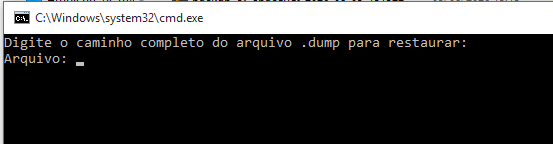 C:\Windows\system32\cmd.exe
Digite o caminho completo do arquivo .dump para restaurar:
Arquivo: